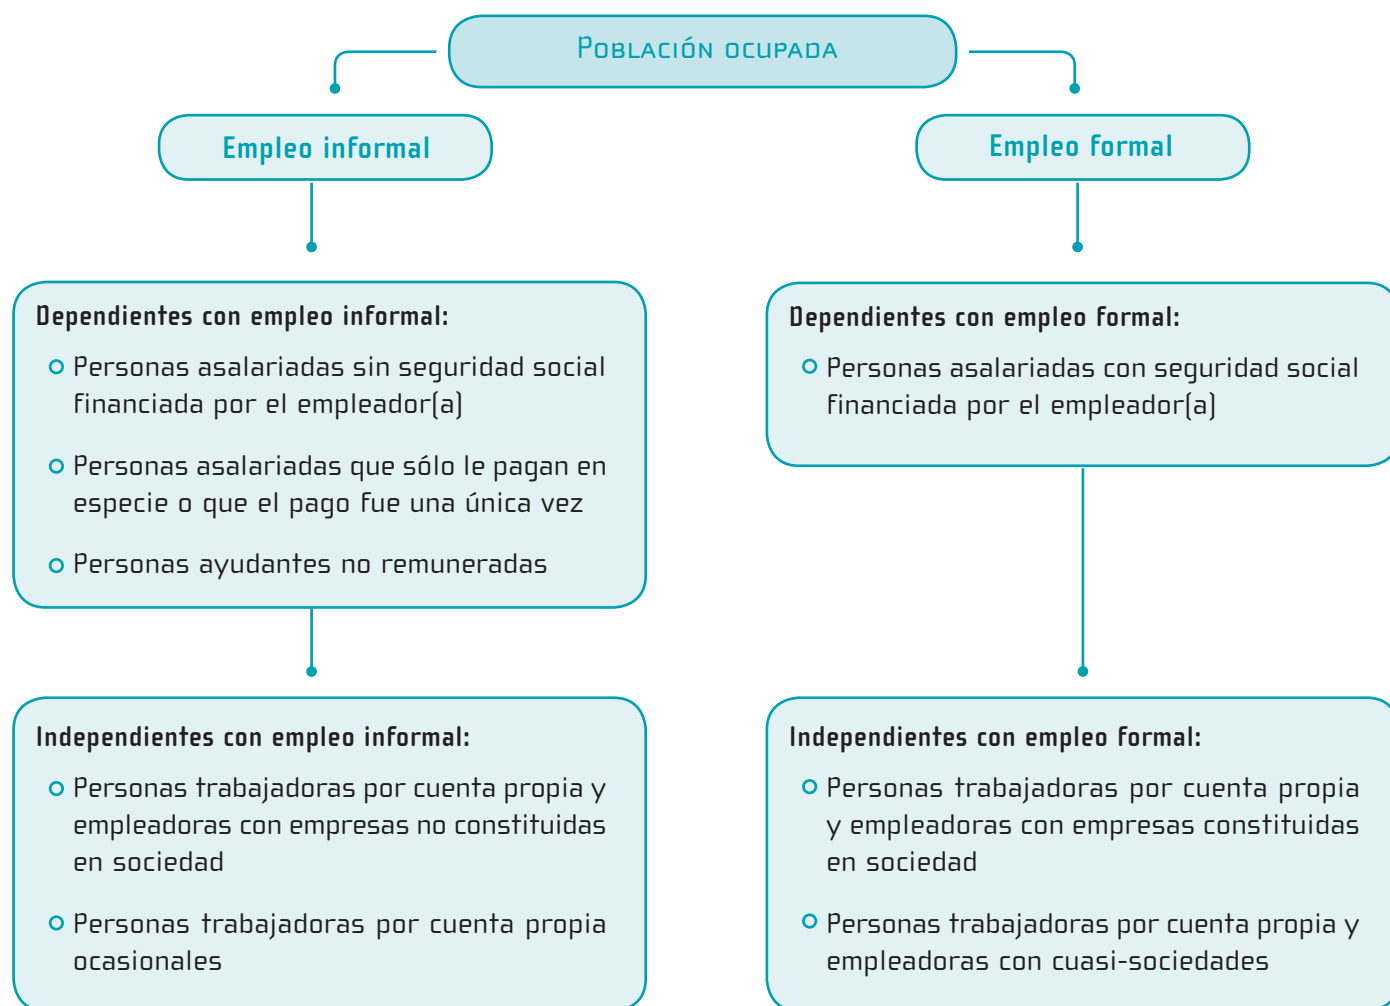 Población ocupada
Empleo informal
Empleo formal
Dependientes con empleo informal:
Personas asalariadas sin seguridad social
financiada por el empleador(a)
Personas asalariadas que sólo le pagan en
especie o que el pago fue una única vez
Personas ayudantes no remuneradas
Dependientes con empleo formal:
Personas asalariadas con seguridad social
financiada por el empleador(a)
Independientes con empleo informal:
Personas trabajadoras por cuenta propia y
empleadoras con empresas no constituidas
en sociedad
Personas trabajadoras por cuenta propia
ocasionales
Independientes con empleo formal:
Personas trabajadoras por cuenta propia
y empleadoras con empresas constituidas
en sociedad
Personas trabajadoras por cuenta propia y
empleadoras con cuasi-sociedades